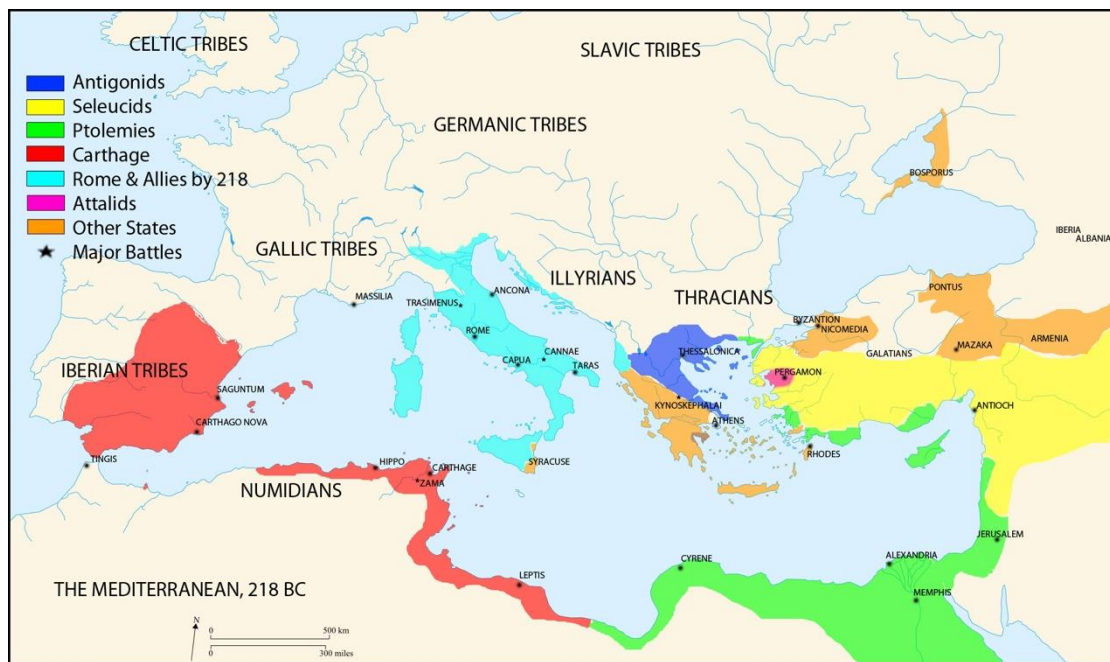 CELTIC TRIBES
SLAVIC TRIBES
Antigonids
Seleucids
Ptolemies
Carthage
Rome & Allies by 218
Attalids
Other States
Major Battles
GERMANIC TRIBES
BOSPORUS
IBERIA
ALBANIA
GALLIC TRIBES
ILLYRIANS
THRACIANS
PONTUS
MASSILIA
TRASIMENUS
ANCONA
BYZANTION
NICOMEDIA
ARMENIA
ROME
MAZAKA
GALATIANS
THESSALONICA
CAPUA
CANNAE
TARAS
IBERIAN TRIBES
PERGAMON
SAGUNTUM
KYNOSKEPHALAI
ANTIOCH
CARTHAGO NOVA
ATHENS
RHODES
TINGIS
HIPPO
CARTHAGE
SYRACUSE
ZAMA
NUMIDIANS
JERUSALEM
ALEXANDRIA
CYRENE
LEPTIS
MEMPHIS
THE MEDITERRANEAN, 218 BC
N
0 500 km
0 300 miles